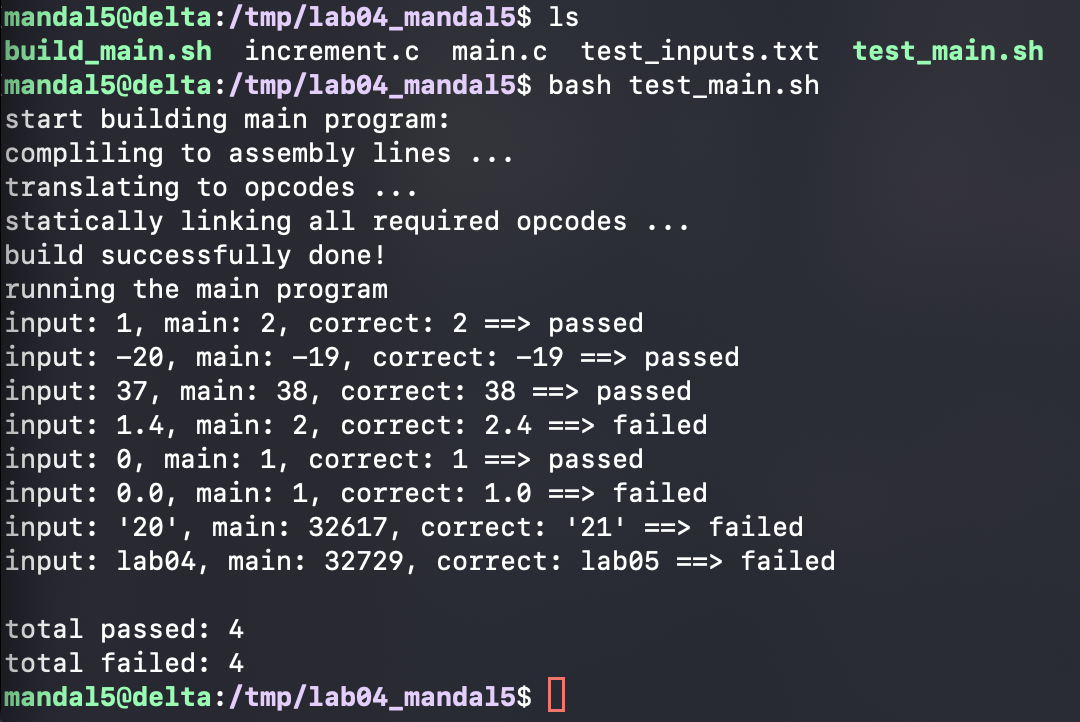 mandal5@delta:/tmp/lab04_mandal5$ ls
build_main.sh  increment.c  main.c  test_inputs.txt  test_main.sh
mandal5@delta:/tmp/lab04_mandal5$ bash test_main.sh
start building main program:
compliling to assembly lines ...
translating to opcodes ...
statically linking all required opcodes ...
build successfully done!
running the main program
input: 1, main: 2, correct: 2 ==> passed
input: -20, main: -19, correct: -19 ==> passed
input: 37, main: 38, correct: 38 ==> passed
input: 1.4, main: 2, correct: 2.4 ==> failed
input: 0, main: 1, correct: 1 ==> passed
input: 0.0, main: 1, correct: 1.0 ==> failed
input: '20', main: 32617, correct: '21' ==> failed
input: lab04, main: 32729, correct: lab05 ==> failed
total passed: 4
total failed: 4
mandal5@delta:/tmp/lab04_mandal5$